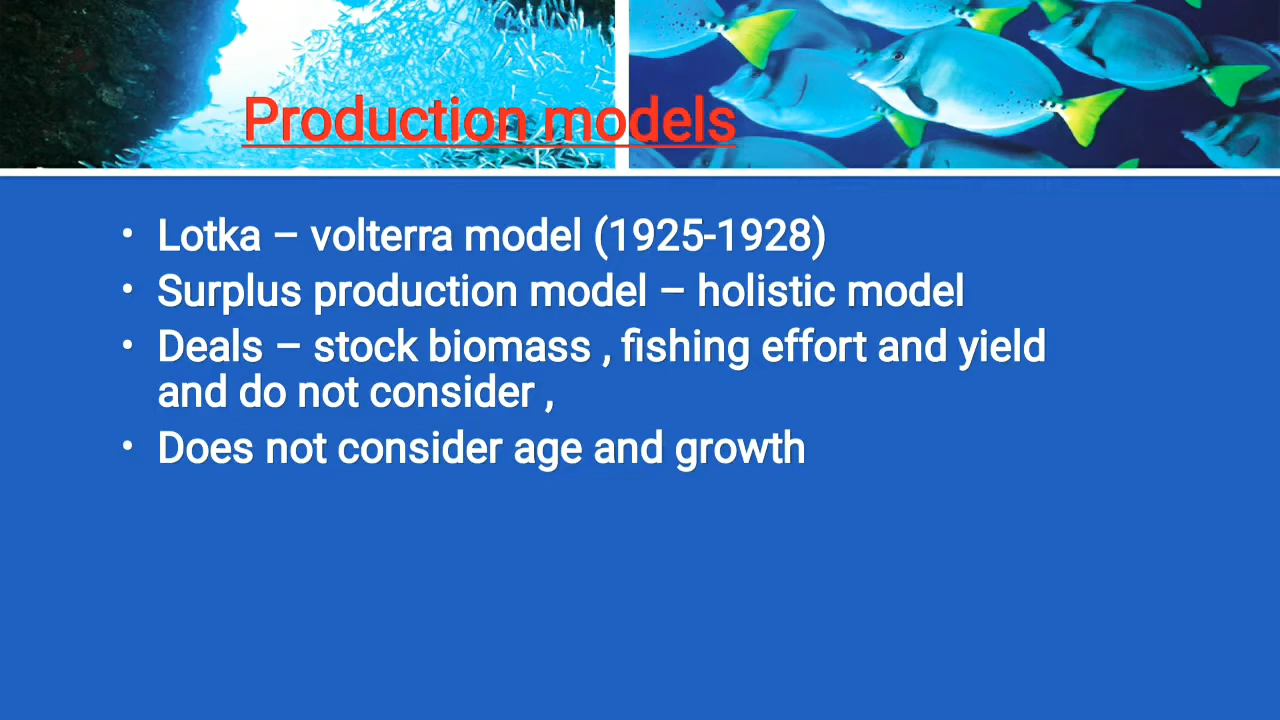 Production models
• Lotka – volterra model (1925-1928)
• Surplus production model – holistic model
• Deals – stock biomass , fishing effort and yield
and do not consider ,
• Does not consider age and growth